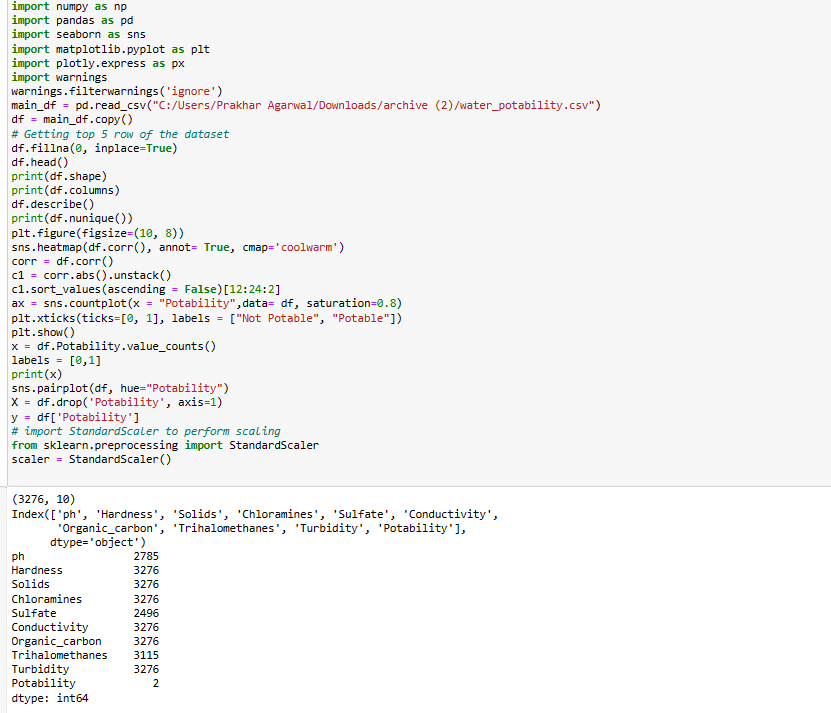 import numpy as np
import pandas as pd
import seaborn as sns
import matplotlib.pyplot as plt
import plotly.express as px
import warnings
warnings.filterwarnings('ignore')
main_df = pd.read_csv("C:/Users/Prakhar Agarwal/Downloads/archive (2)/water_potability.csv")
df = main_df.copy()
# Getting top 5 row of the dataset
df.fillna(0, inplace=True)
df.head()
print(df.shape)
print(df.columns)
df.describe()
print(df.nunique())
plt.figure(figsize=(10, 8))
sns.heatmap(df.corr(), annot= True, cmap='coolwarm')
corr = df.corr()
c1 = corr.abs().unstack()
c1.sort_values(ascending = False)[12:24:2]
ax = sns.countplot(x = "Potability",data= df, saturation=0.8)
plt.xticks(ticks=[0, 1], labels = ["Not Potable", "Potable"])
plt.show()
x = df.Potability.value_counts()
labels = [0,1]
print(x)
sns.pairplot(df, hue="Potability")
X = df.drop('Potability', axis=1)
y = df['Potability']
# import StandardScaler to perform scaling
from sklearn.preprocessing import StandardScaler
scaler = StandardScaler()
(3276, 10)
Index(['ph', 'Hardness', 'Solids', 'Chloramines', 'Sulfate', 'Conductivity',
       'Organic_carbon', 'Trihalomethanes', 'Turbidity', 'Potability'],
      dtype='object')
ph                 2785
Hardness           3276
Solids             3276
Chloramines        3276
Sulfate            2496
Conductivity       3276
Organic_carbon     3276
Trihalomethanes    3115
Turbidity          3276
Potability            2
dtype: int64